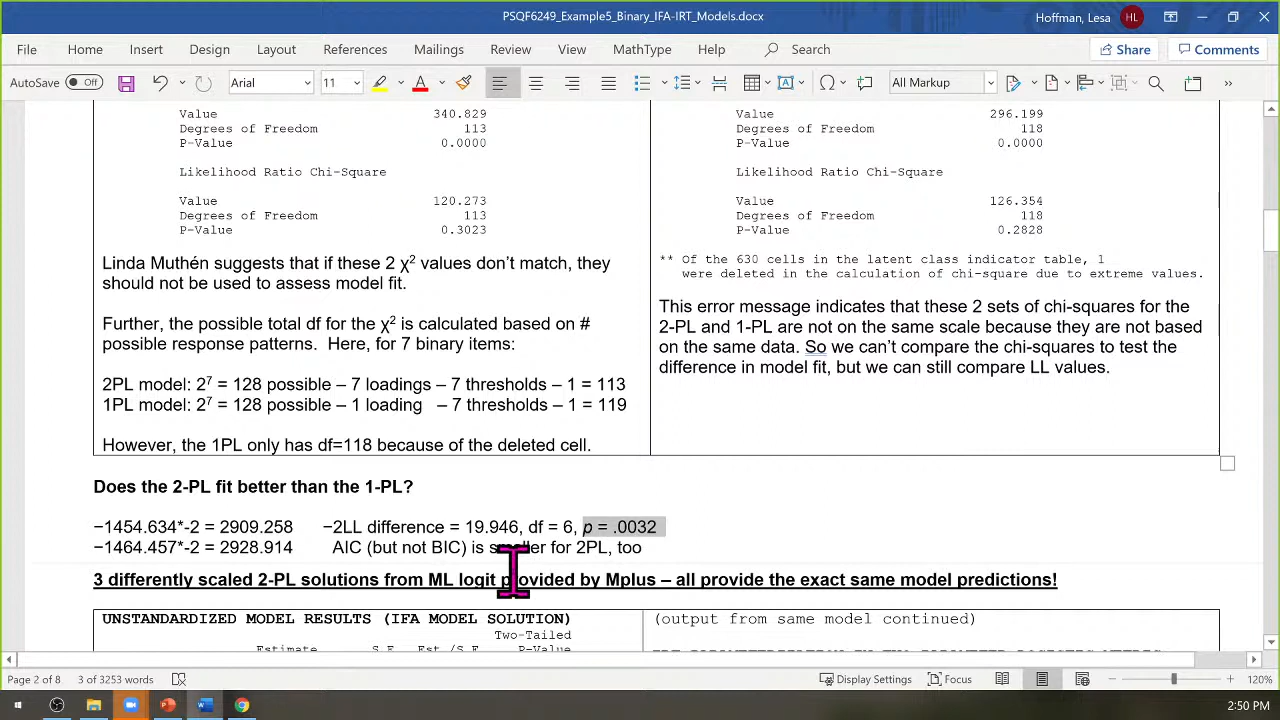 PSQF6249_Example5_Binary_IFA-IRT_Models.docx
Hoffman, Lesa HL
File Home Insert Design Layout References Mailings Review View MathType Help Search Share Comments
AutoSave Off Arial 11 All Markup
Value 340.829
Degrees of Freedom 113
P-Value 0.0000
Likelihood Ratio Chi-Square
Value 120.273
Degrees of Freedom 113
P-Value 0.3023
Linda Muthén suggests that if these 2 χ² values don't match, they
should not be used to assess model fit.
Further, the possible total df for the χ² is calculated based on #
possible response patterns. Here, for 7 binary items:
2PL model: 2⁷ = 128 possible – 7 loadings – 7 thresholds – 1 = 113
1PL model: 2⁷ = 128 possible – 1 loading – 7 thresholds – 1 = 119
However, the 1PL only has df=118 because of the deleted cell.
Value 296.199
Degrees of Freedom 118
P-Value 0.0000
Likelihood Ratio Chi-Square
Value 126.354
Degrees of Freedom 118
P-Value 0.2828
** Of the 630 cells in the latent class indicator table, 1
were deleted in the calculation of chi-square due to extreme values.
This error message indicates that these 2 sets of chi-squares for the
2-PL and 1-PL are not on the same scale because they are not based
on the same data. So we can't compare the chi-squares to test the
difference in model fit, but we can still compare LL values.
Does the 2-PL fit better than the 1-PL?
−1454.634*-2 = 2909.258 −2LL difference = 19.946, df = 6, p = .0032
−1464.457*-2 = 2928.914 AIC (but not BIC) is smaller for 2PL, too
3 differently scaled 2-PL solutions from ML logit provided by Mplus – all provide the exact same model predictions!
UNSTANDARDIZED MODEL RESULTS (IFA MODEL SOLUTION)
Two-Tailed
Estimate S.E. Est./S.E. P-Value
(output from same model continued)
Page 2 of 8 3 of 3253 words Display Settings Focus 120%
2:50 PM